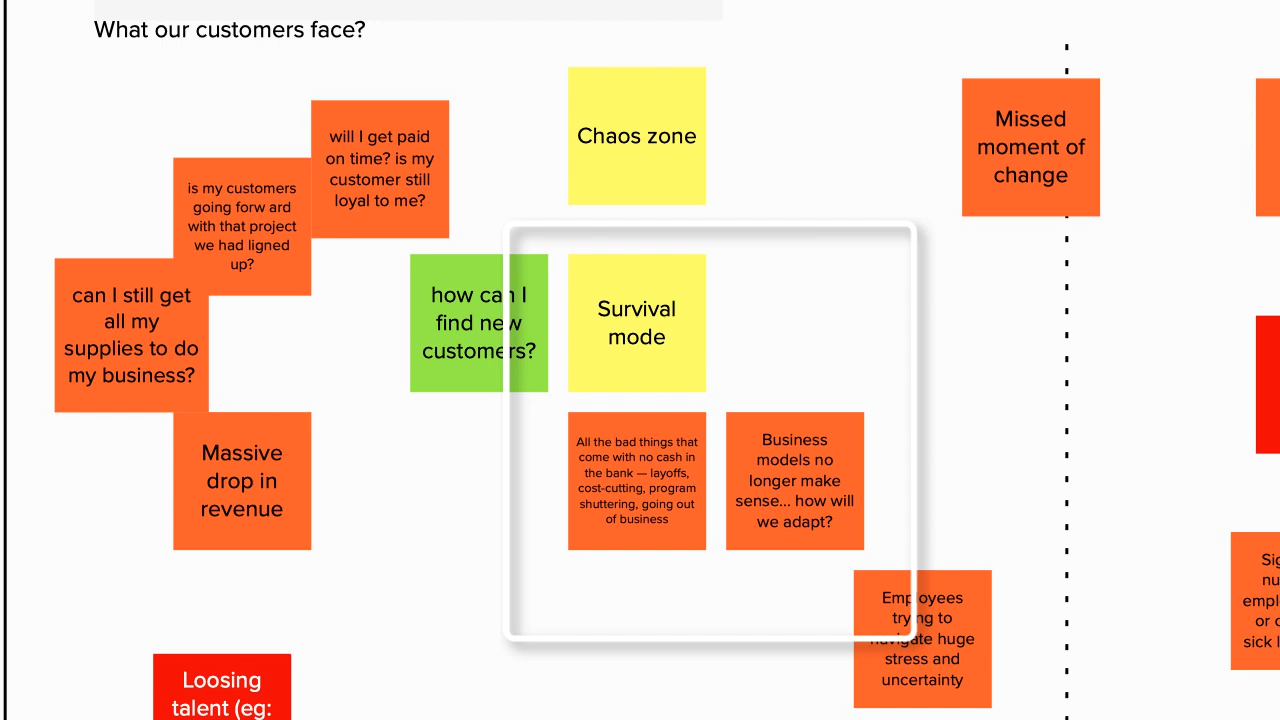 What our customers face?
Chaos zone
Missed
moment of
change
will I get paid
on time? is my
customer still
loyal to me?
is my customers
going forw ard
with that project
we had ligned
up?
can I still get
all my
supplies to do
my business?
how can I
find new
customers?
Survival
mode
Massive
drop in
revenue
All the bad things that
come with no cash in
the bank — layoffs,
cost-cutting, program
shuttering, going out
of business
Business
models no
longer make
sense... how will
we adapt?
Employees
trying to
navigate huge
stress and
uncertainty
Loosing
talent (eg:
or
sick